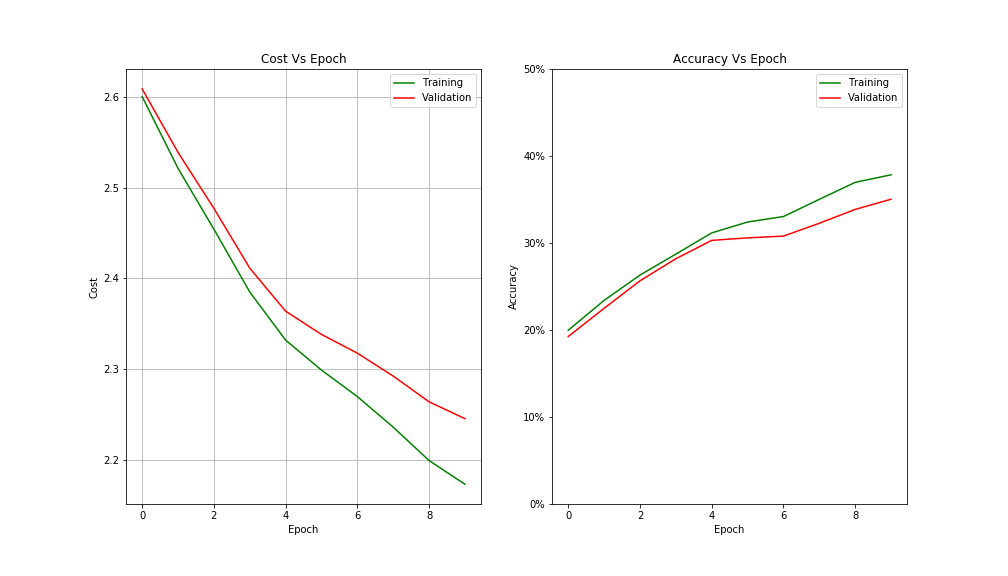 Cost Vs Epoch
Training
Validation
2.6
2.5
2.4
2.3
2.2
Cost
0 2 4 6 8
Epoch
Accuracy Vs Epoch
Training
Validation
50%
40%
30%
20%
10%
0%
Accuracy
0 2 4 6 8
Epoch